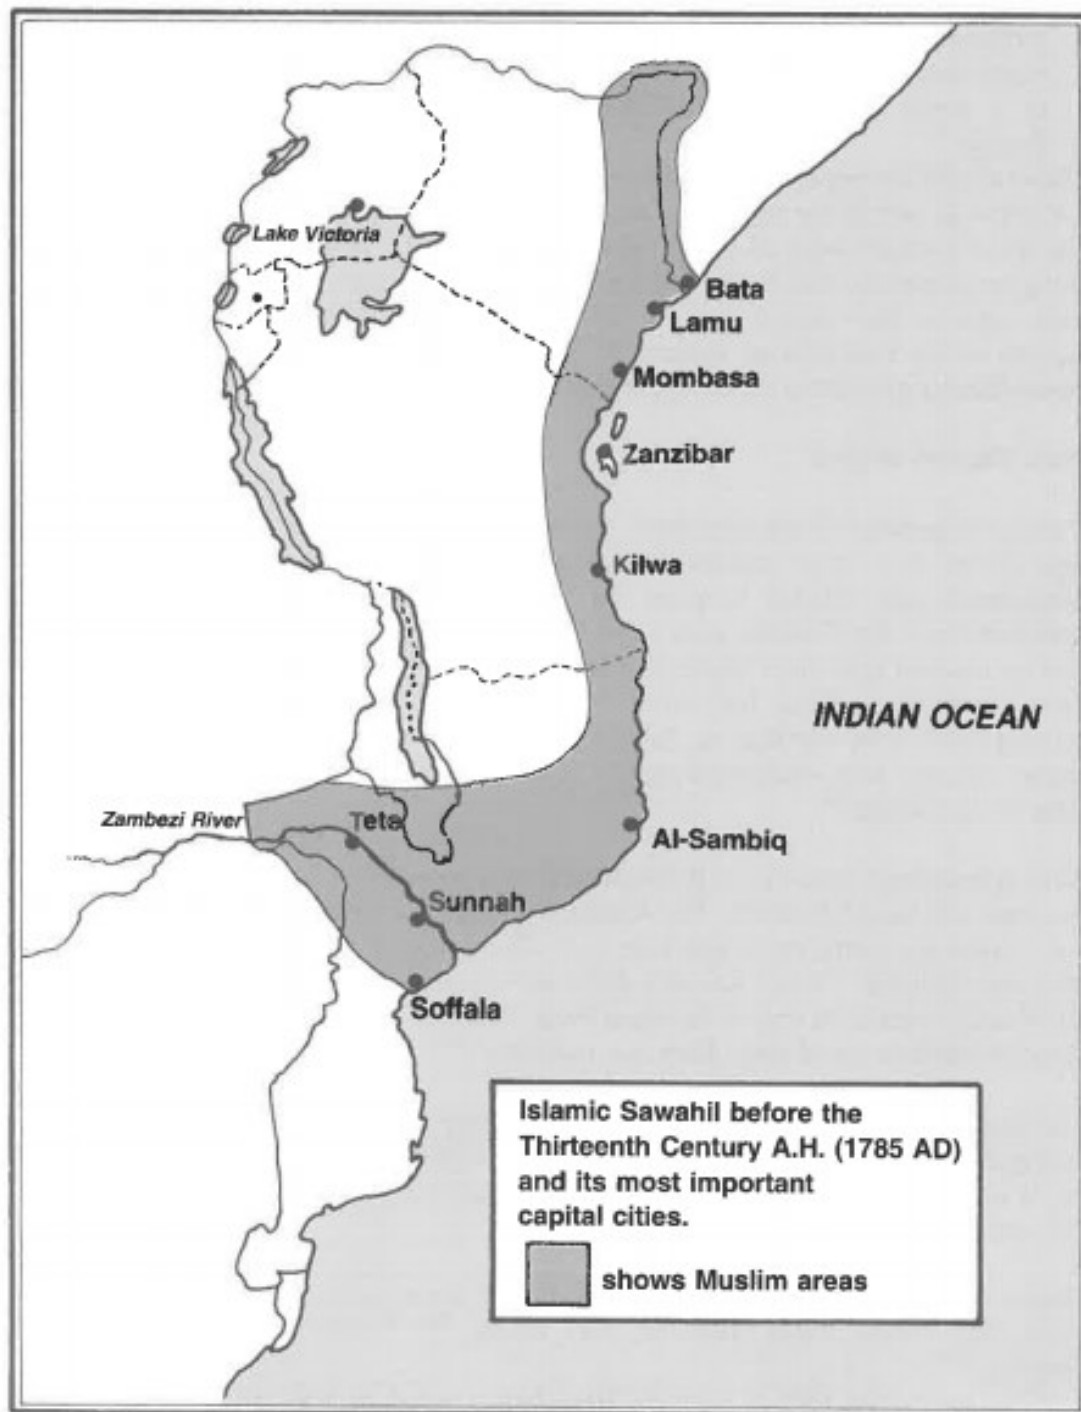 Lake Victoria
Bata
Lamu
Mombasa
Zanzibar
Kilwa
INDIAN OCEAN
Zambezi River
Teta
Al-Sambiq
Sunnah
Soffala
Islamic Sawahil before the
Thirteenth Century A.H. (1785 AD)
and its most important
capital cities.
shows Muslim areas